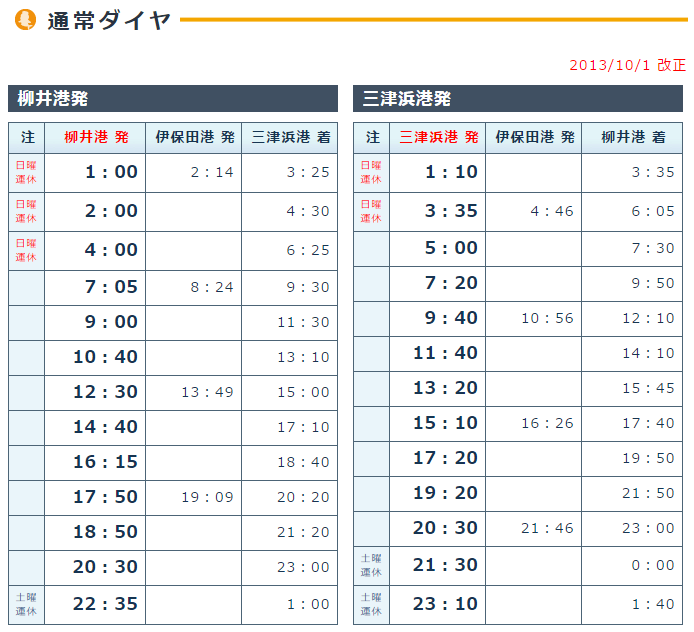 通常ダイヤ
2013/10/1 改正
柳井港発
注 柳井港 発 伊保田港 発 三津浜港 着
日曜運休 1：00 2：14 3：25
日曜運休 2：00 4：30
日曜運休 4：00 6：25
7：05 8：24 9：30
9：00 11：30
10：40 13：10
12：30 13：49 15：00
14：40 17：10
16：15 18：40
17：50 19：09 20：20
18：50 21：20
20：30 23：00
土曜運休 22：35 1：00
三津浜港発
注 三津浜港 発 伊保田港 発 柳井港 着
日曜運休 1：10 3：35
日曜運休 3：35 4：46 6：05
5：00 7：30
7：20 9：50
9：40 10：56 12：10
11：40 14：10
13：20 15：45
15：10 16：26 17：40
17：20 19：50
19：20 21：50
20：30 21：46 23：00
土曜運休 21：30 0：00
土曜運休 23：10 1：40